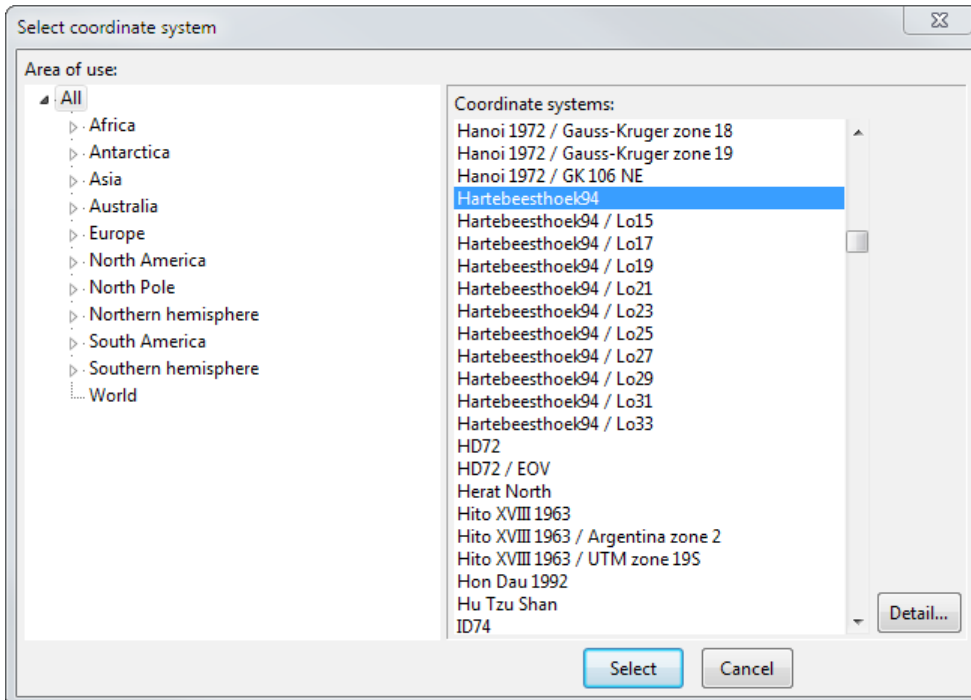 Select coordinate system
Area of use:
All
Africa
Antarctica
Asia
Australia
Europe
North America
North Pole
Northern hemisphere
South America
Southern hemisphere
World
Coordinate systems:
Hanoi 1972 / Gauss-Kruger zone 18
Hanoi 1972 / Gauss-Kruger zone 19
Hanoi 1972 / GK 106 NE
Hartebeesthoek94
Hartebeesthoek94 / Lo15
Hartebeesthoek94 / Lo17
Hartebeesthoek94 / Lo19
Hartebeesthoek94 / Lo21
Hartebeesthoek94 / Lo23
Hartebeesthoek94 / Lo25
Hartebeesthoek94 / Lo27
Hartebeesthoek94 / Lo29
Hartebeesthoek94 / Lo31
Hartebeesthoek94 / Lo33
HD72
HD72 / EOV
Herat North
Hito XVIII 1963
Hito XVIII 1963 / Argentina zone 2
Hito XVIII 1963 / UTM zone 19S
Hon Dau 1992
Hu Tzu Shan
ID74
Detail...
Select
Cancel